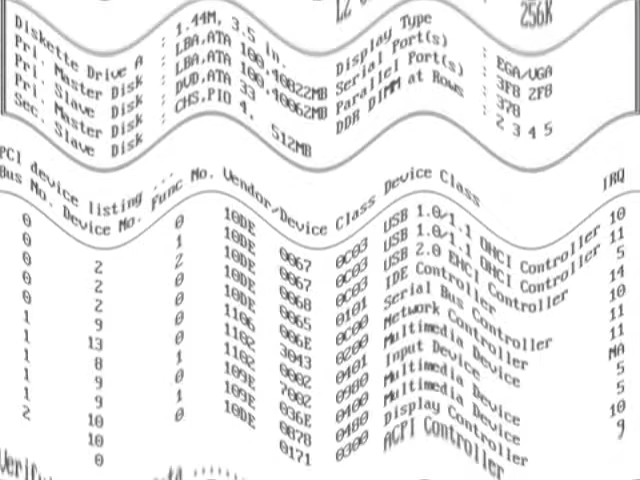 256K
Diskette Drive A : 1.44M, 3.5 in. Display Type : EGA/VGA
Pri. Master Disk : LBA,ATA 100,40822MB Serial Port(s) : 3F8 2F8
Pri. Slave Disk : LBA,ATA 100,40062MB Parallel Port(s) : 378
Pri. Master Disk : DVD,ATA 33 DDR DIMM at Rows : 2 3 4 5
Sec. Slave Disk : CHS,PIO 4, 512MB
PCI device listing ...
Bus No. Device No. Func No. Vendor/Device Class Device Class IRQ
0 2 0 10DE 0067 0C03 USB 1.0/1.1 OHCI Controller 10
0 2 1 10DE 0067 0C03 USB 1.0/1.1 OHCI Controller 11
0 2 2 10DE 0068 0C03 USB 2.0 EHCI Controller 5
0 9 0 10DE 0065 0101 IDE Controller 14
0 13 0 10DE 006E 0C00 Serial Bus Controller 10
1 8 0 1106 3043 0200 Network Controller 11
1 9 0 1102 0002 0401 Multimedia Device 11
1 9 1 1102 7002 0980 Input Device NA
1 10 0 109E 036E 0400 Multimedia Device 5
1 10 1 109E 0878 0480 Multimedia Device 5
2 0 0 10DE 0171 0300 Display Controller 10
ACPI Controller 9